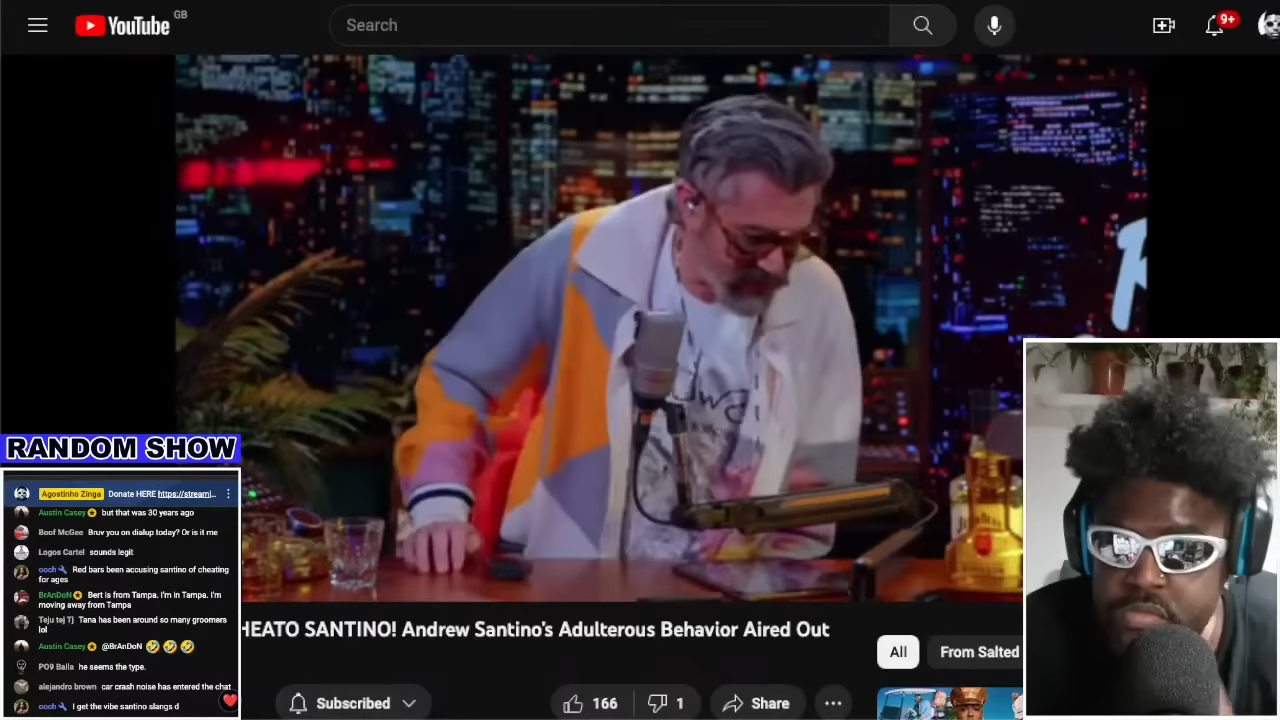 YouTube
GB
Search
9+
RANDOM SHOW
Agostinho Zinga Donate HERE https://streaml...
Austin Casey but that was 30 years ago
Boof McGee Bruv you on dialup today? Or is it me
Logos Cartel sounds legit
ooch Red bars been accusing santino of cheating
for ages
BrAnDoN Bert is from Tampa. I'm in Tampa. I'm
moving away from Tampa
Teju tej Tj Tana has been around so many groomers
lol
Austin Casey @BrAnDoN 🤣 🤣 🤣
PO9 Balla he seems the type.
alejandro brown car crash noise has entered the chat
ooch I get the vibe santino slangs d
HEATO SANTINO! Andrew Santino's Adulterous Behavior Aired Out
All
From Salted
Subscribed
166
1
Share